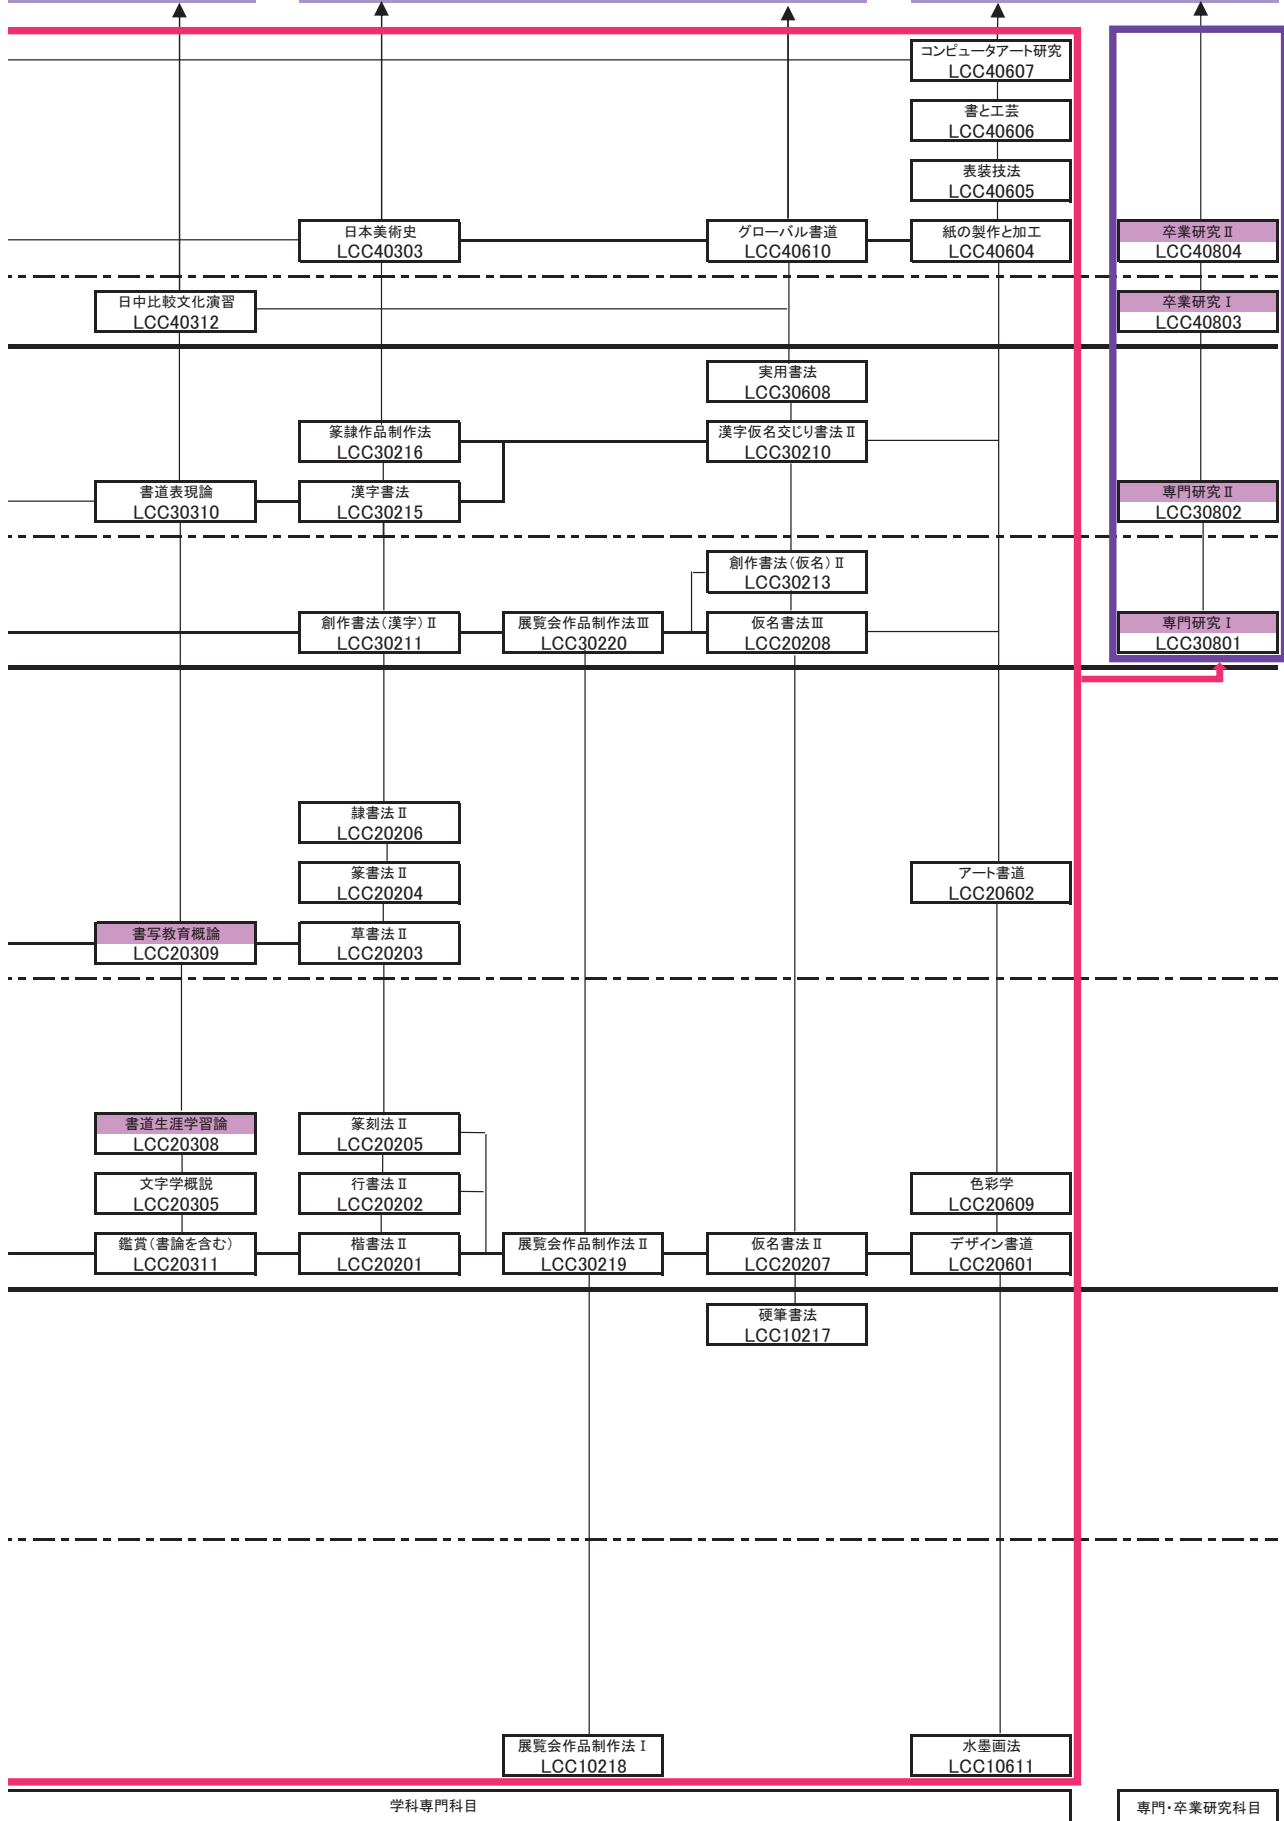 コンピュータアート研究
LCC40607
書と工芸
LCC40606
表装技法
LCC40605
日本美術史
LCC40303
グローバル書道
LCC40610
紙の製作と加工
LCC40604
卒業研究Ⅱ
LCC40804
日中比較文化演習
LCC40312
卒業研究Ⅰ
LCC40803
実用書法
LCC30608
篆隷作品制作法
LCC30216
漢字仮名交じり書法Ⅱ
LCC30210
書道表現論
LCC30310
漢字書法
LCC30215
専門研究Ⅱ
LCC30802
創作書法(仮名)Ⅱ
LCC30213
創作書法(漢字)Ⅱ
LCC30211
展覧会作品制作法Ⅲ
LCC30220
仮名書法Ⅲ
LCC20208
専門研究Ⅰ
LCC30801
隷書法Ⅱ
LCC20206
篆書法Ⅱ
LCC20204
アート書道
LCC20602
書写教育概論
LCC20309
草書法Ⅱ
LCC20203
書道生涯学習論
LCC20308
篆刻法Ⅱ
LCC20205
文字学概説
LCC20305
行書法Ⅱ
LCC20202
色彩学
LCC20609
鑑賞(書論を含む)
LCC20311
楷書法Ⅱ
LCC20201
展覧会作品制作法Ⅱ
LCC30219
仮名書法Ⅱ
LCC20207
デザイン書道
LCC20601
硬筆書法
LCC10217
展覧会作品制作法Ⅰ
LCC10218
水墨画法
LCC10611
学科専門科目
専門・卒業研究科目